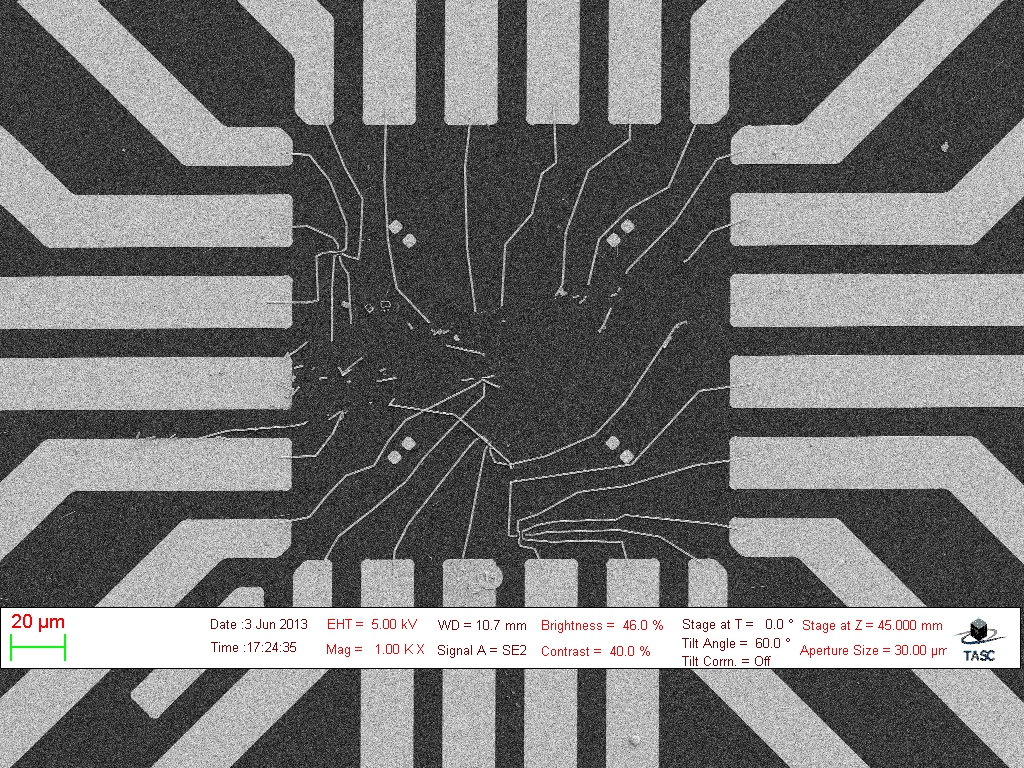 20 µm
Date :3 Jun 2013
Time :17:24:35
EHT = 5.00 kV
Mag = 1.00 K X
WD = 10.7 mm
Signal A = SE2
Brightness = 46.0 %
Contrast = 40.0 %
Stage at T = 0.0 °
Tilt Angle = 60.0 °
Tilt Corrn. = Off
Stage at Z = 45.000 mm
Aperture Size = 30.00 µm
TASC